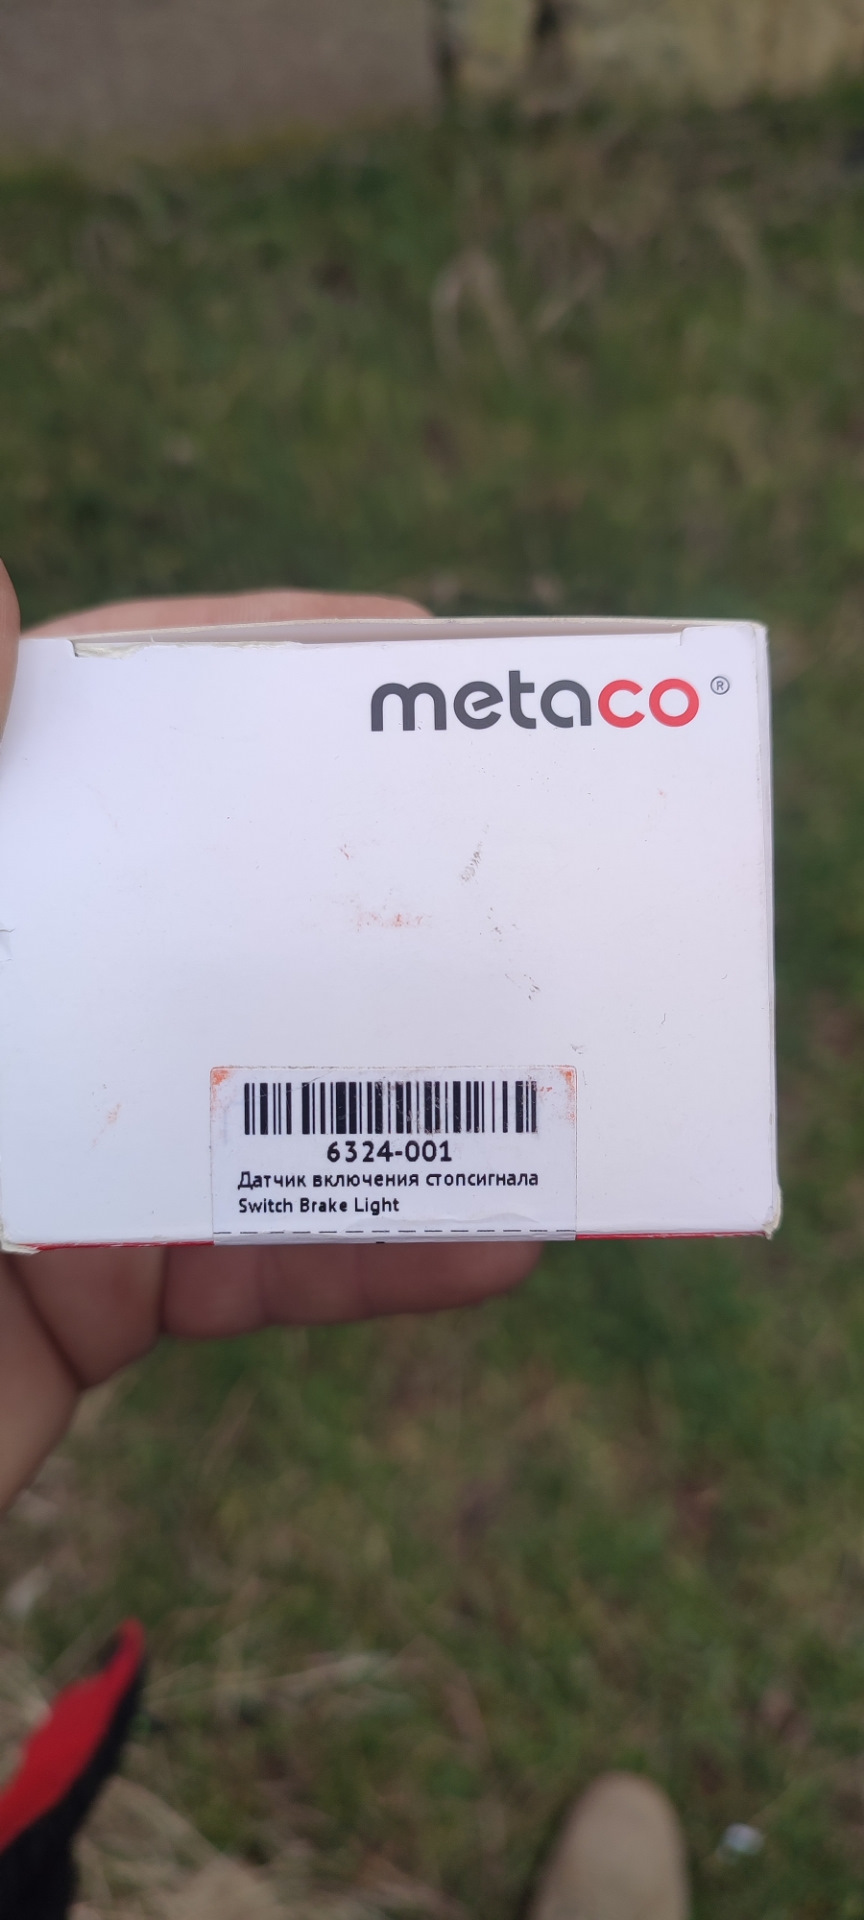 metaco®
6324-001
Датчик включения стопсигнала
Switch Brake Light